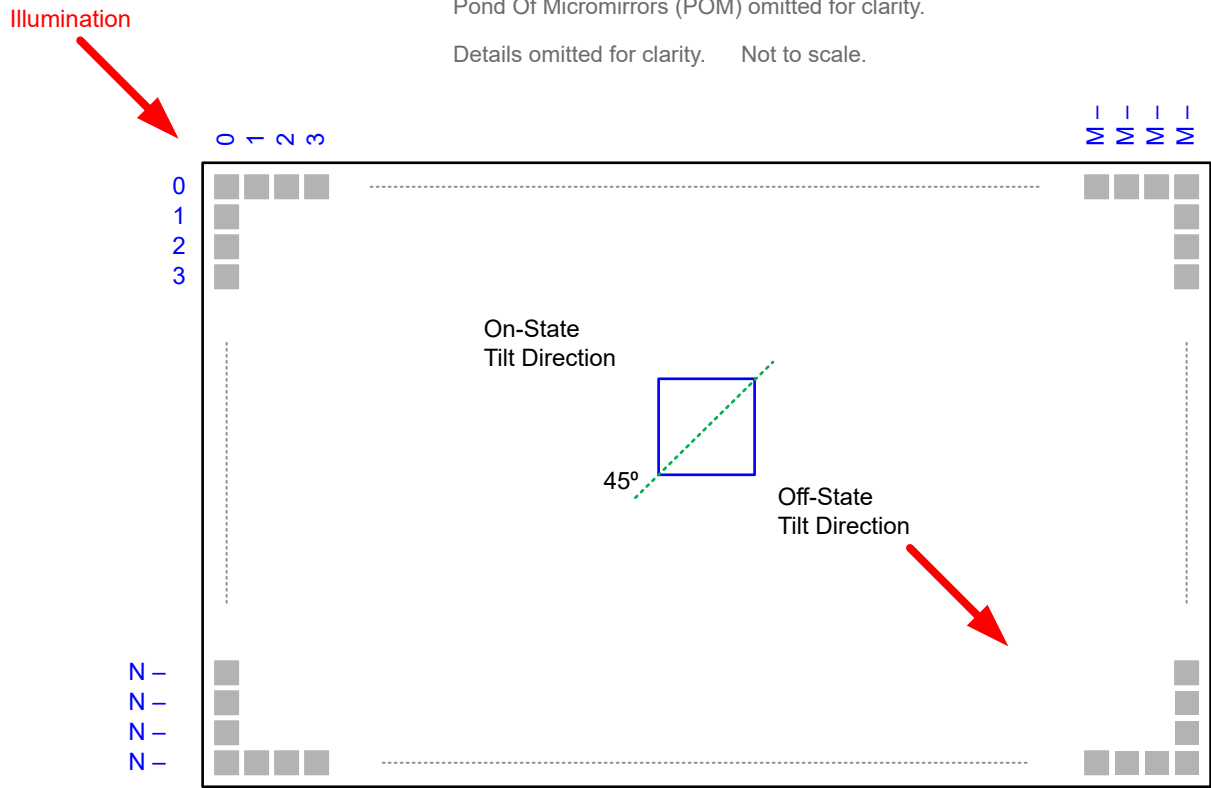 Pond Of Micromirrors (POM) omitted for clarity.
Illumination
Details omitted for clarity. Not to scale.
0 1 2 3
M – M – M – M –
0
1
2
3
On-State
Tilt Direction
45º
Off-State
Tilt Direction
N –
N –
N –
N –